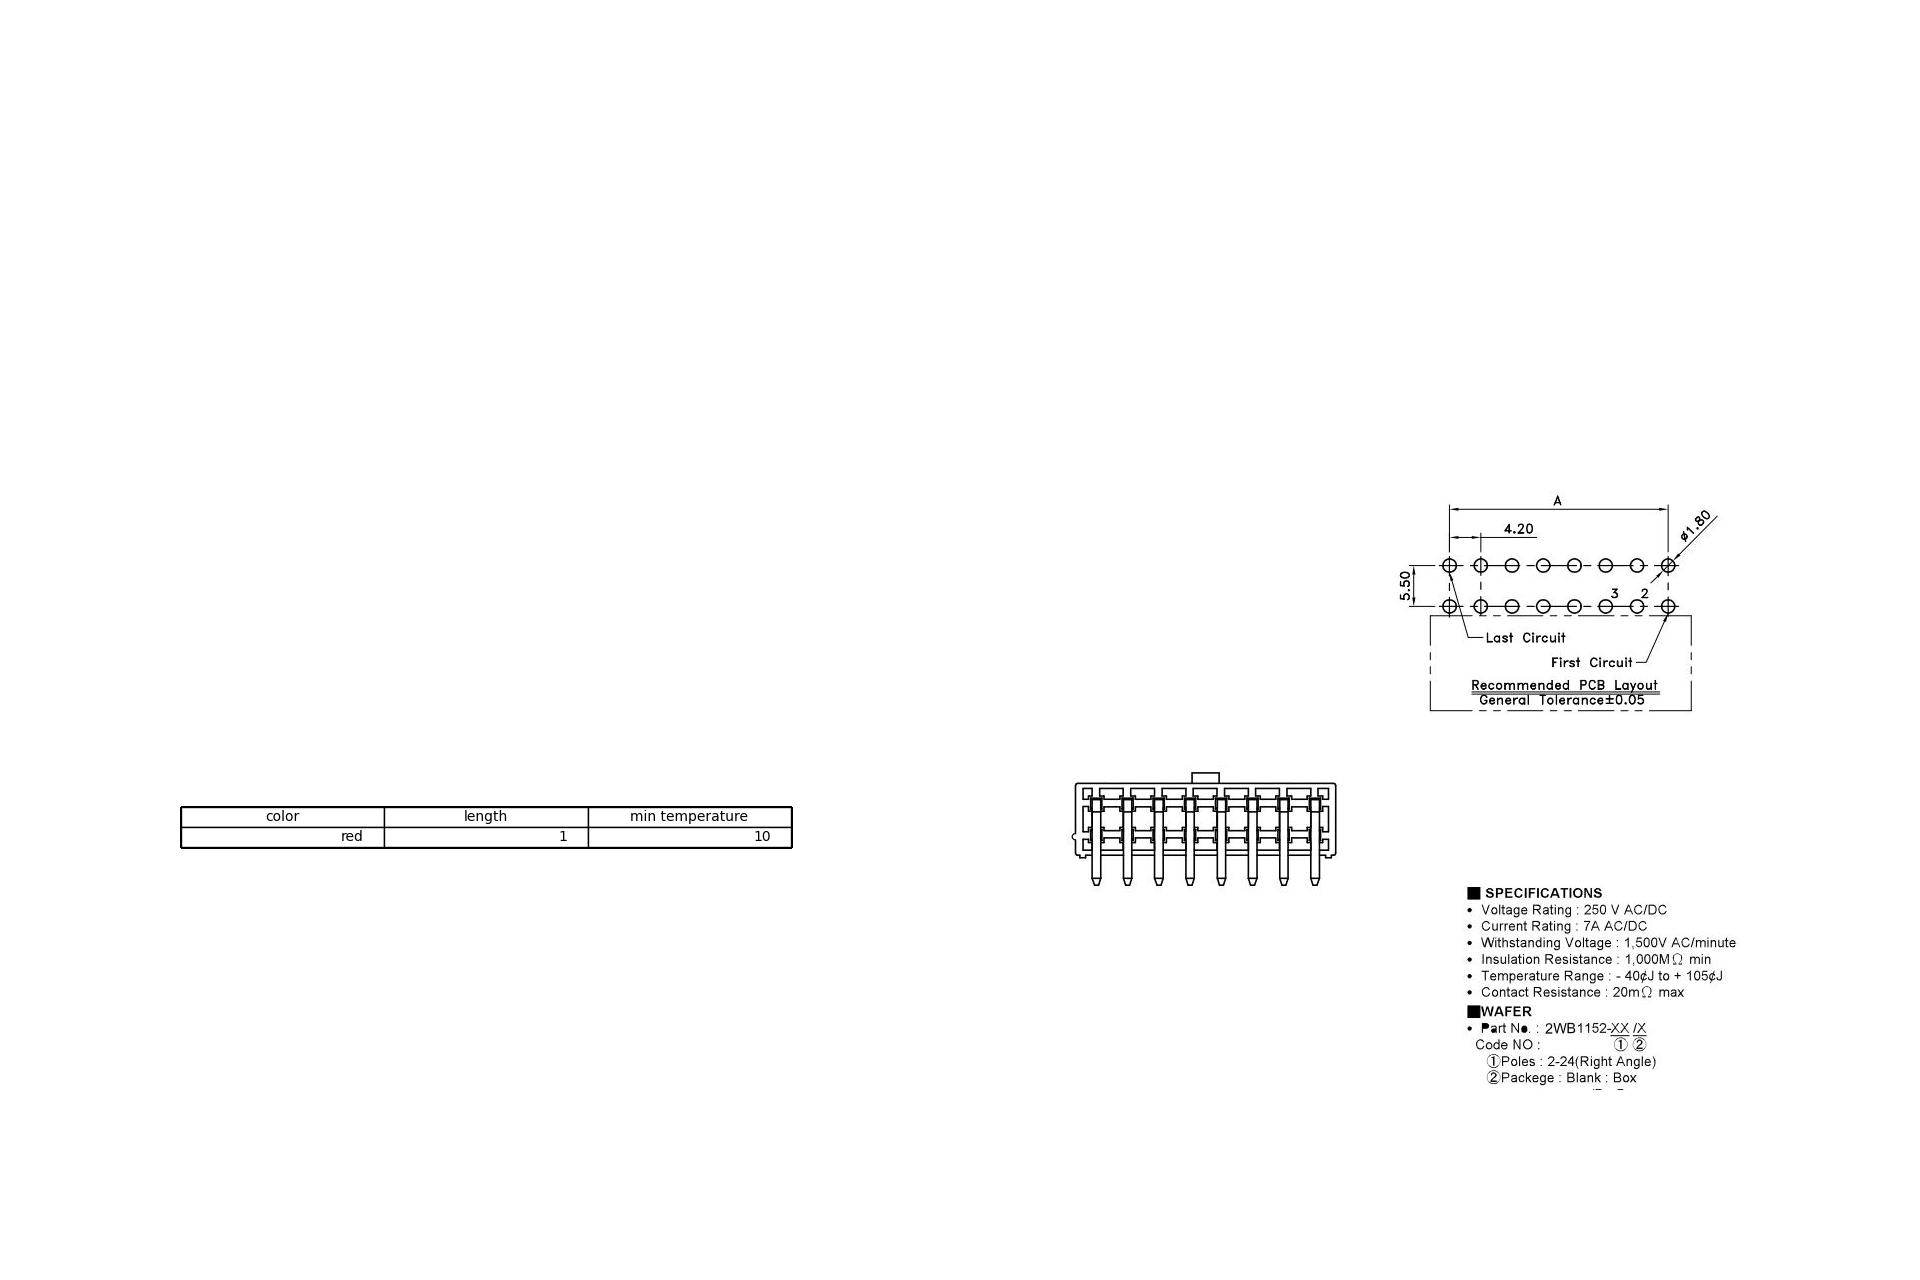 A
4.20
ø1.80
5.50
3 2
Last Circuit
First Circuit
Recommended PCB Layout
General Tolerance±0.05
color length min temperature
red 1 10
■ SPECIFICATIONS
• Voltage Rating : 250 V AC/DC
• Current Rating : 7A AC/DC
• Withstanding Voltage : 1,500V AC/minute
• Insulation Resistance : 1,000MΩ min
• Temperature Range : - 40¢J to + 105¢J
• Contact Resistance : 20mΩ max
■WAFER
• Part No. : 2WB1152-XX /X
Code NO : ① ②
①Poles : 2-24(Right Angle)
②Packege : Blank : Box